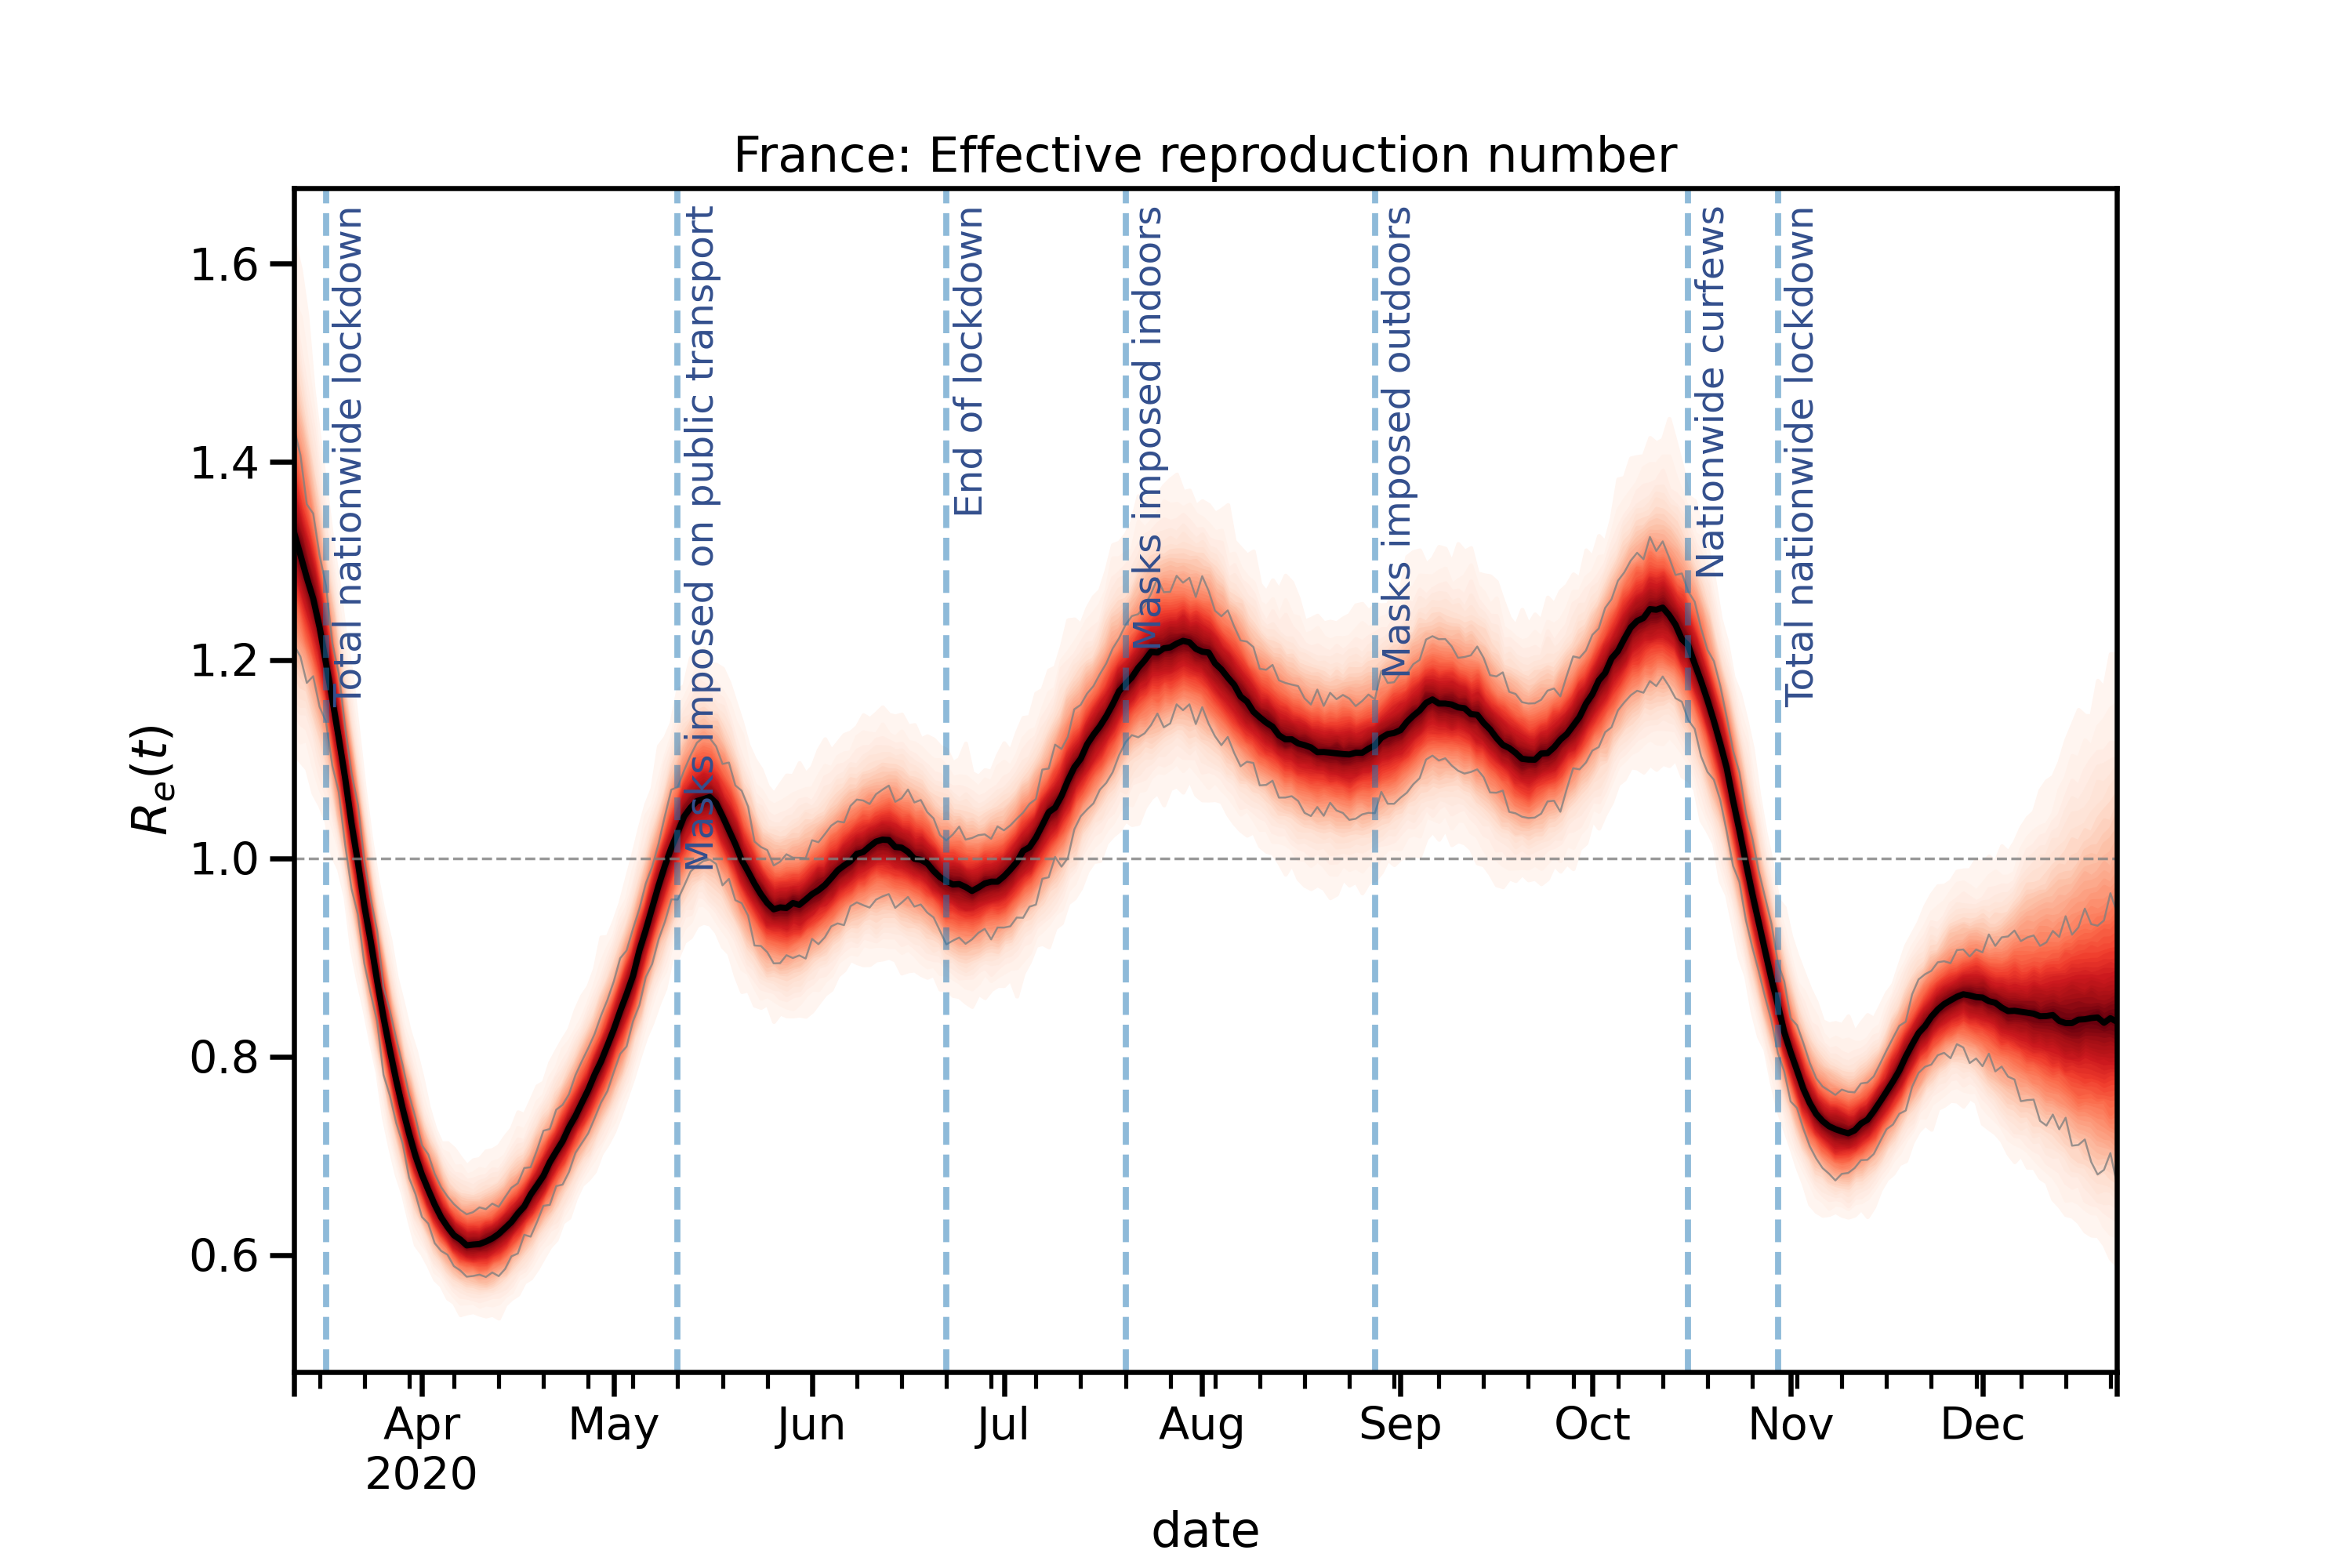 France: Effective reproduction number
Total nationwide lockdown
Masks imposed on public transport
End of lockdown
Masks imposed indoors
Masks imposed outdoors
Nationwide curfews
Total nationwide lockdown
1.6
1.4
1.2
1.0
0.8
0.6
Rₑ(t)
Apr May Jun Jul Aug Sep Oct Nov Dec
2020
date